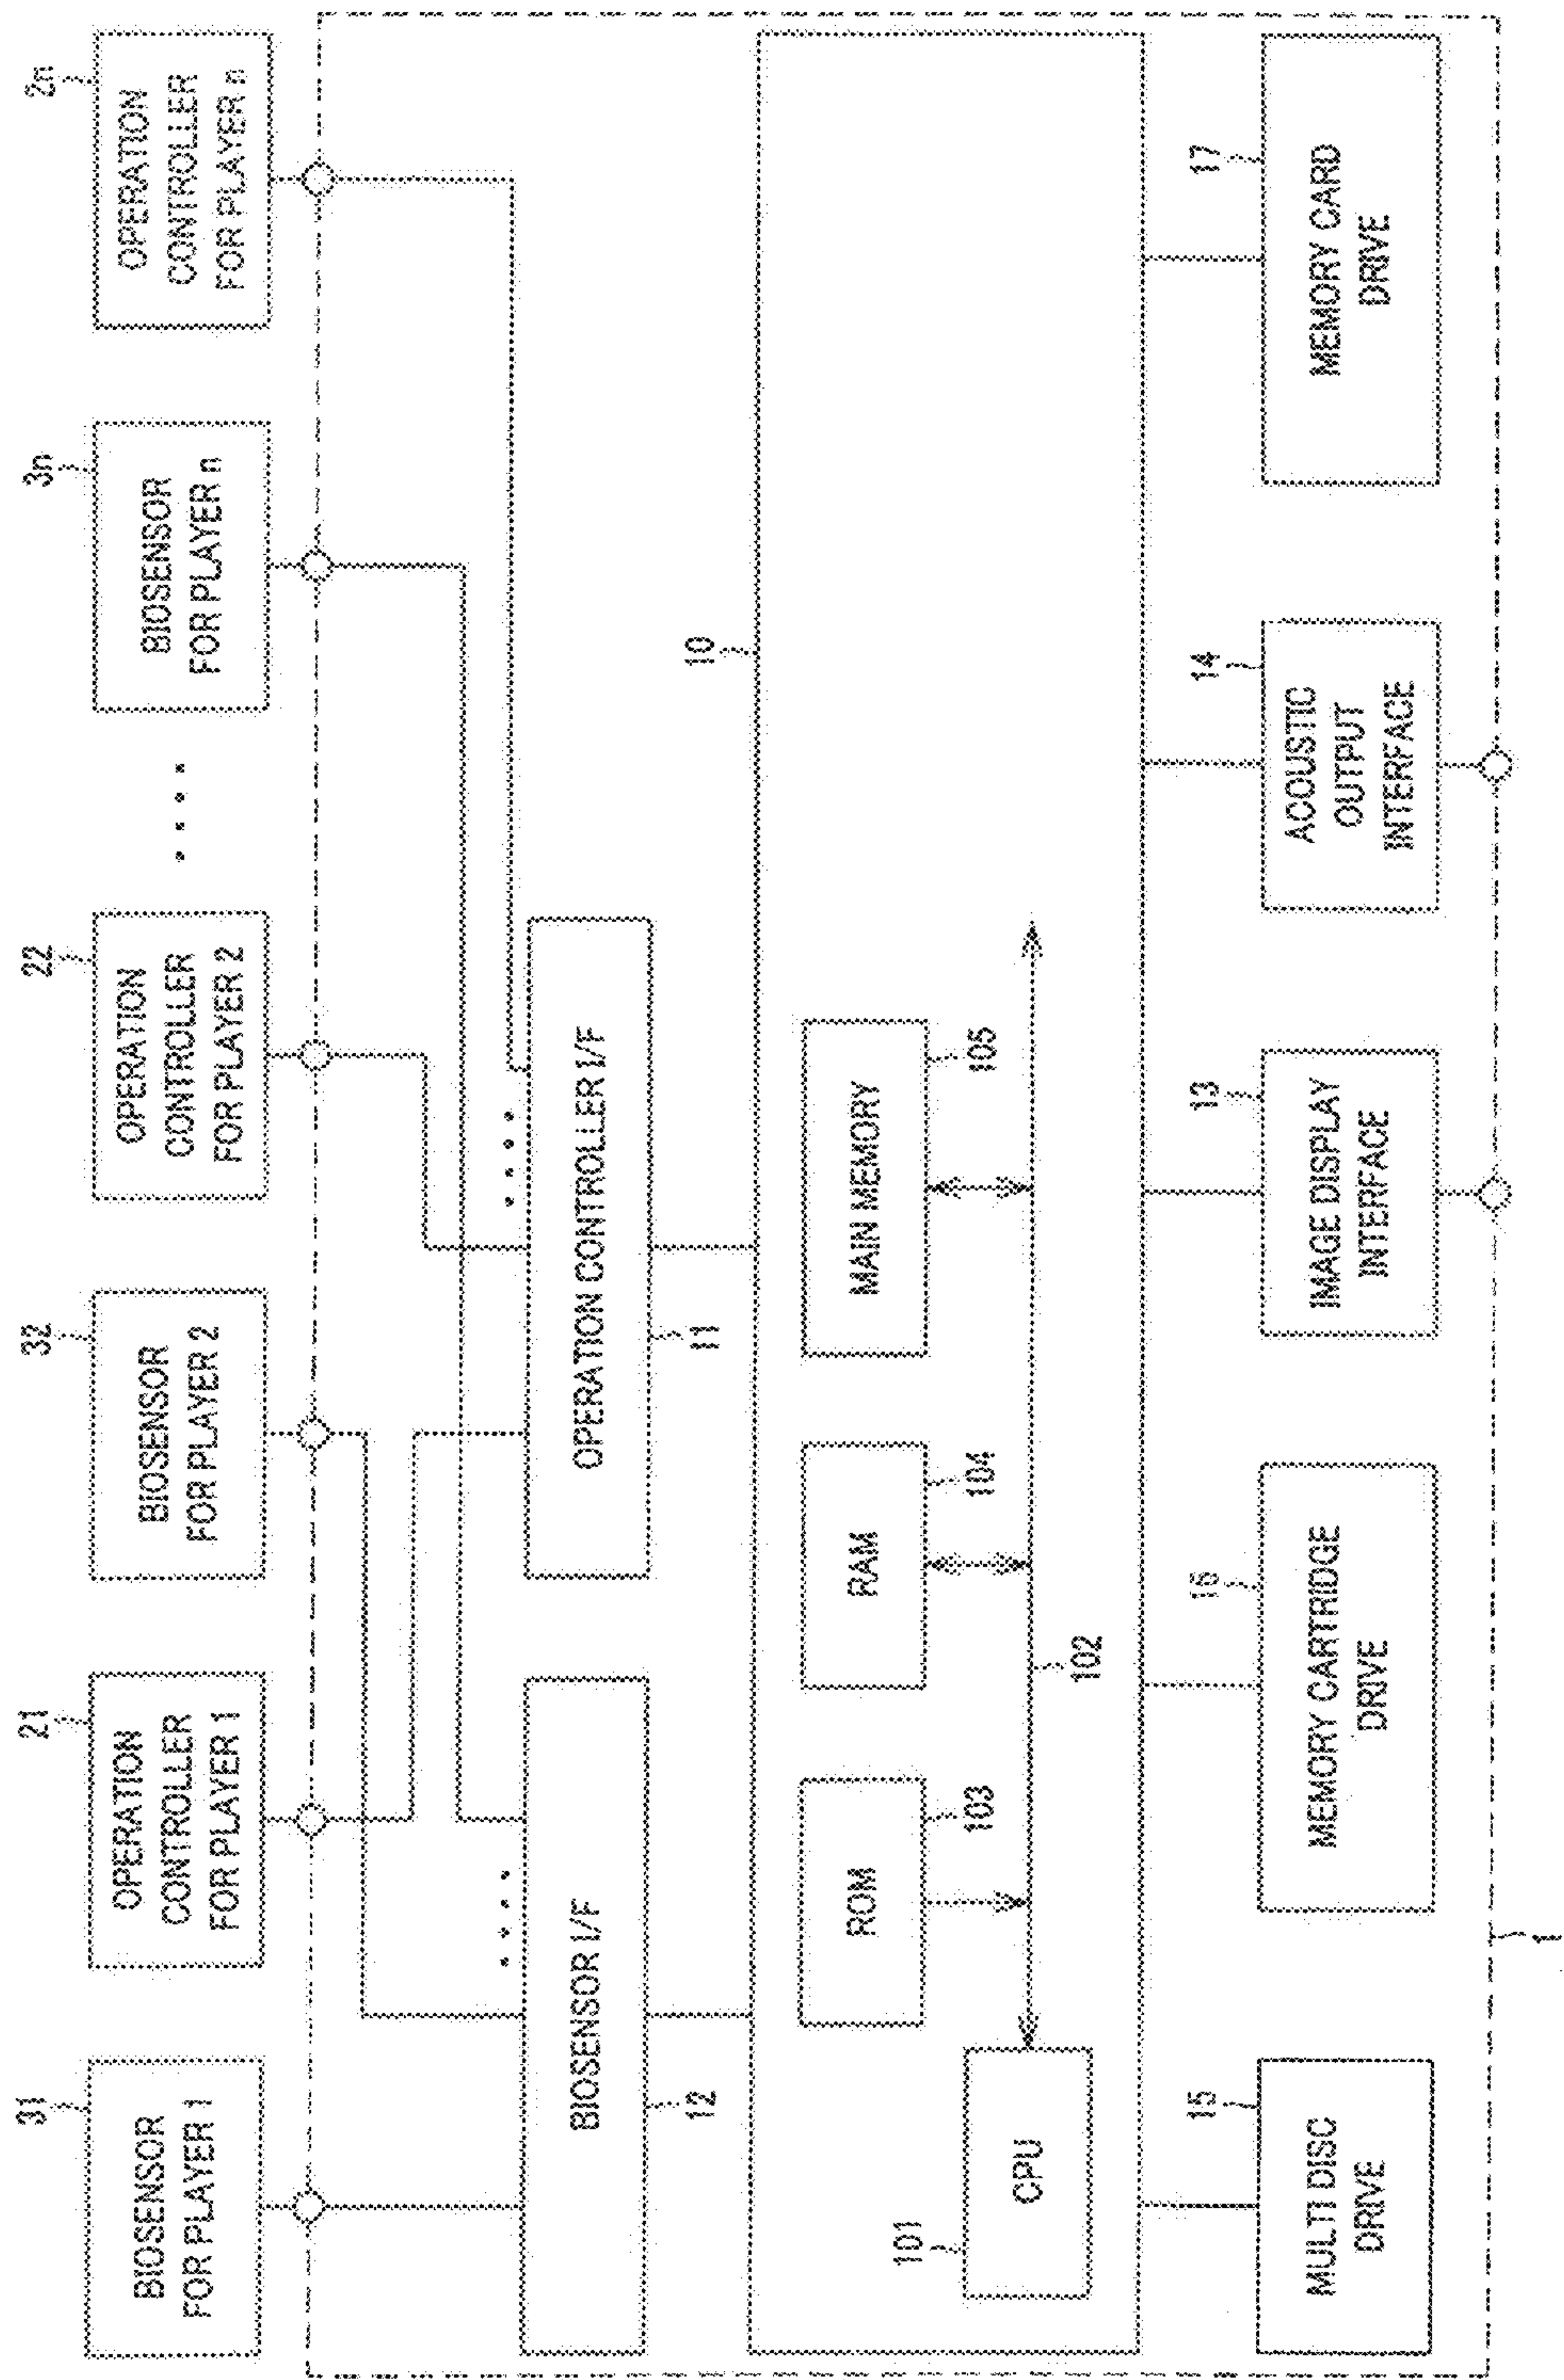 31
BIOSENSOR
FOR PLAYER 1
21
OPERATION
CONTROLLER
FOR PLAYER 1
32
BIOSENSOR
FOR PLAYER 2
22
OPERATION
CONTROLLER
FOR PLAYER 2
....
3n
BIOSENSOR
FOR PLAYER n
2n
OPERATION
CONTROLLER
FOR PLAYER n
....
....
BIOSENSOR I/F
12
OPERATION CONTROLLER I/F
11
10
ROM
103
RAM
104
MAIN MEMORY
105
101
CPU
102
15
MULTI DISC
DRIVE
16
MEMORY CARTRIDGE
DRIVE
13
IMAGE DISPLAY
INTERFACE
14
ACOUSTIC
OUTPUT
INTERFACE
17
MEMORY CARD
DRIVE
1